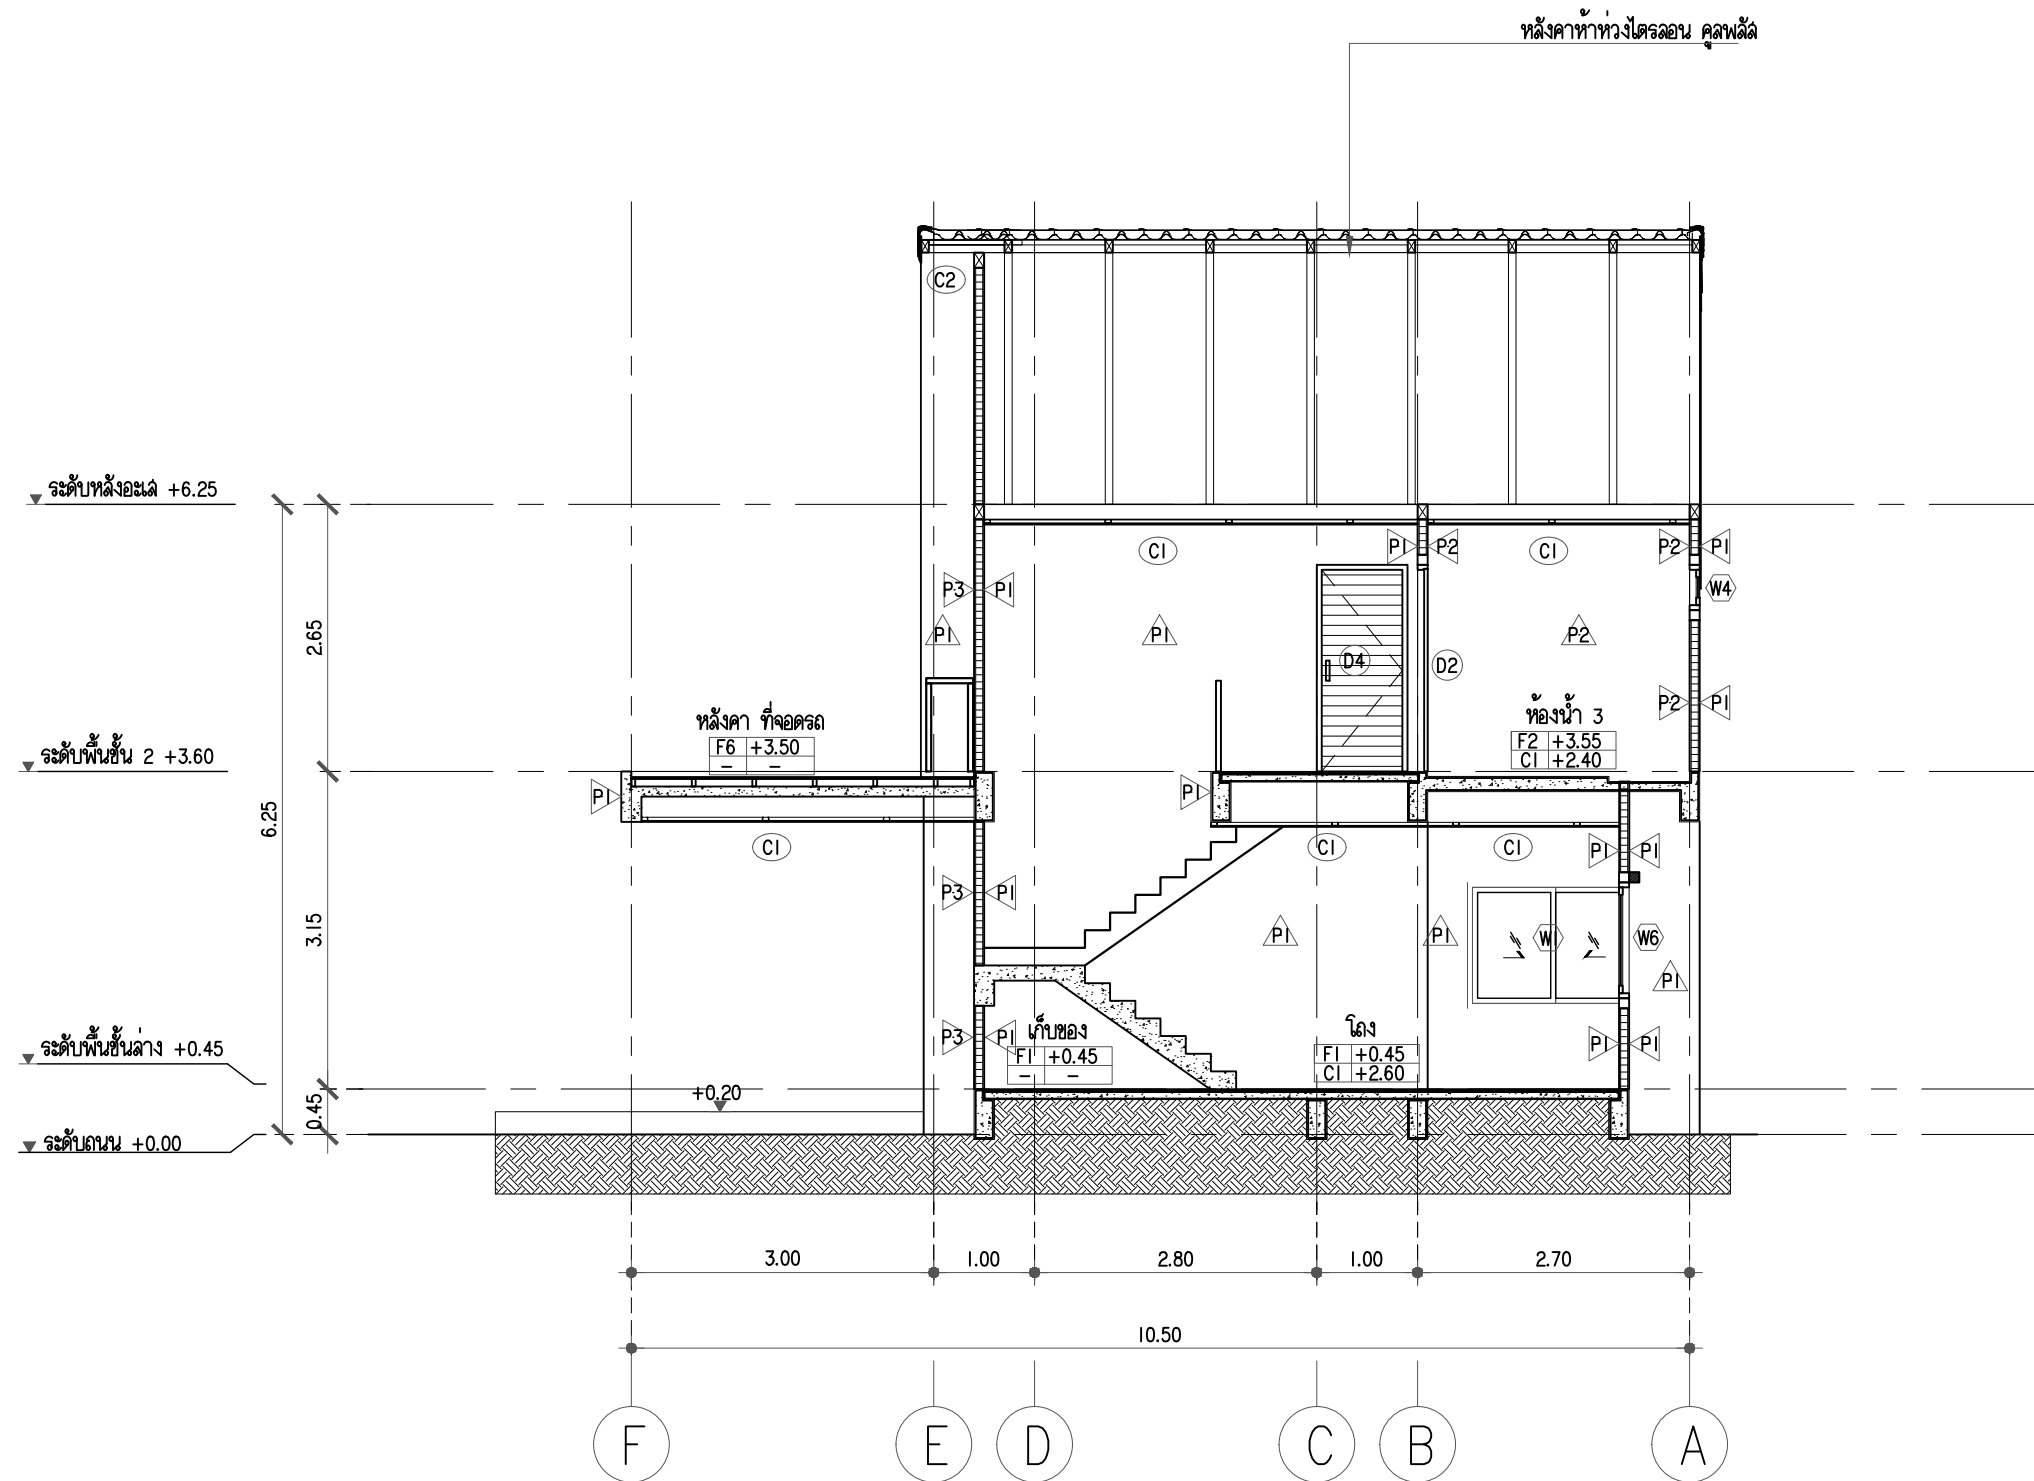 หลังคาห้าห่วงไตรลอน คูลพลัส
C2
ระดับหลังอะเส +6.25
C1
P1
P2
C1
P2
P1
P3
P1
W4
P1
P1
P2
2.65
D4
D2
P2
P1
หลังคา ที่จอดรถ
F6 +3.50
- -
ห้องน้ำ 3
F2 +3.55
C1 +2.40
ระดับพื้นชั้น 2 +3.60
P1
P1
6.25
C1
C1
C1
P1
P1
P3
P1
3.15
P1
P1
W1
W6
P1
เก็บของ
F1 +0.45
- -
โถง
F1 +0.45
C1 +2.60
P3
P1
P1
P1
ระดับพื้นชั้นล่าง +0.45
+0.20
0.45
ระดับถนน +0.00
3.00
1.00
2.80
1.00
2.70
10.50
F
E
D
C
B
A